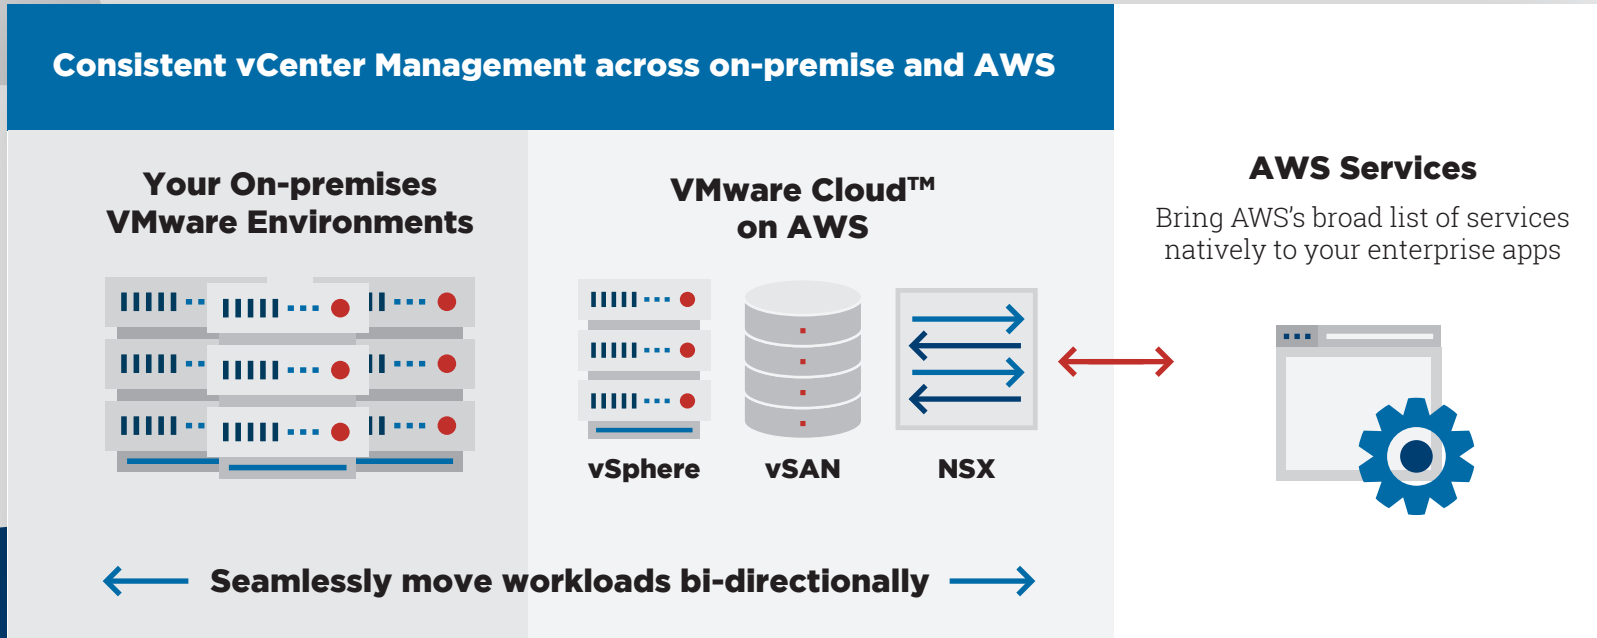 Consistent vCenter Management across on-premise and AWS
Your On-premises
VMware Environments
VMware Cloud™
on AWS
vSphere
vSAN
NSX
Seamlessly move workloads bi-directionally
AWS Services
Bring AWS's broad list of services
natively to your enterprise apps